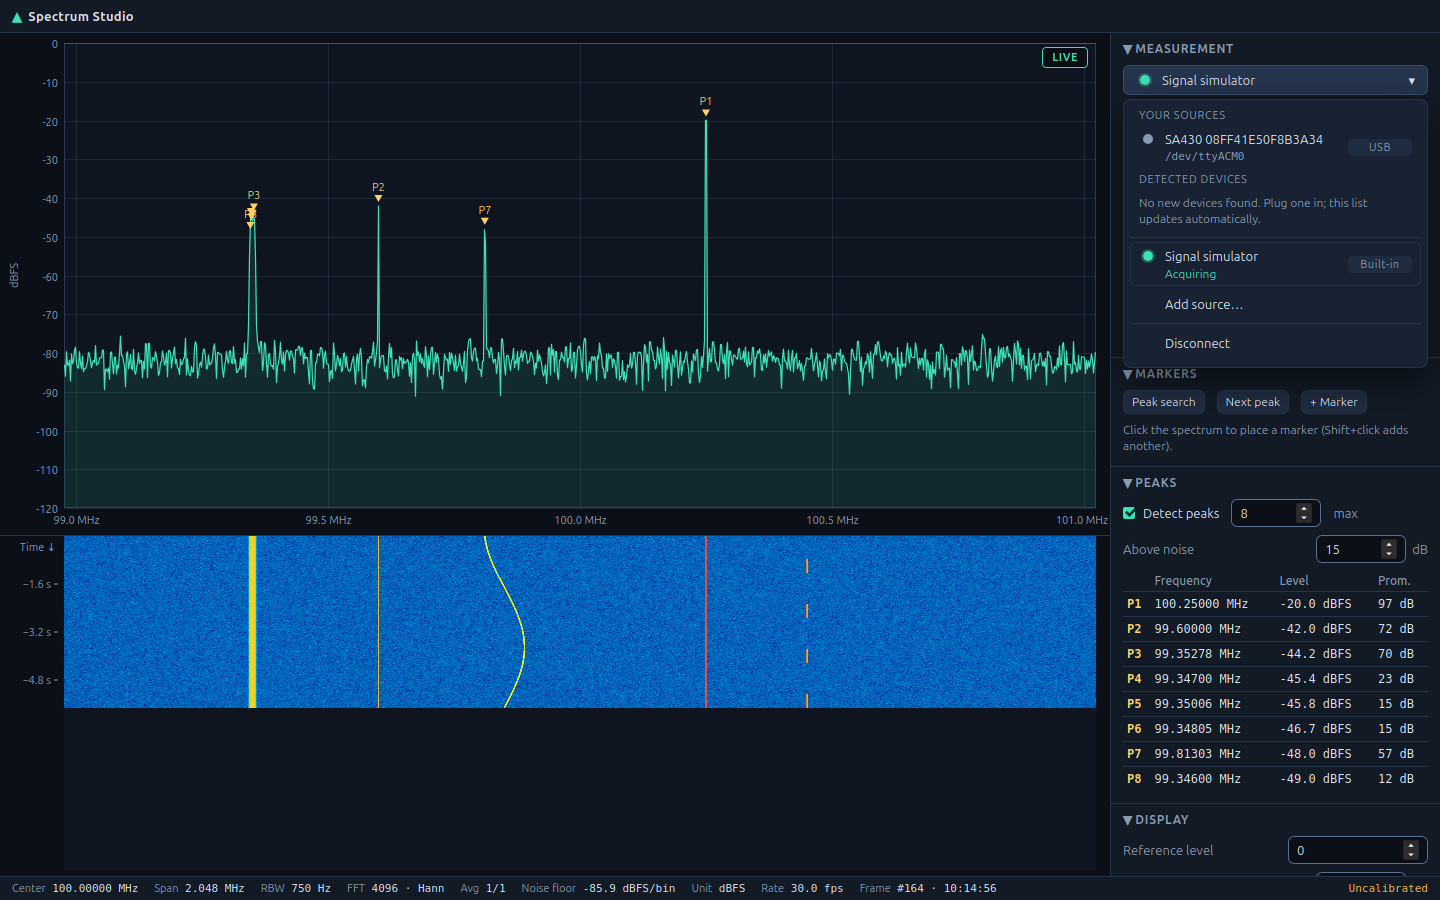 Spectrum Studio
LIVE
0
-10
-20
-30
-40
-50
-60
-70
-80
-90
-100
-110
-120
dBFS
P1
P2
P3
P7
99.0 MHz
99.5 MHz
100.0 MHz
100.5 MHz
101.0 MHz
Time ↓
−1.6 s
−3.2 s
−4.8 s
▼ MEASUREMENT
Signal simulator ▼
YOUR SOURCES
SA430 08FF41E50F8B3A34 USB
/dev/ttyACM0
DETECTED DEVICES
No new devices found. Plug one in; this list
updates automatically.
Signal simulator Built-in
Acquiring
Add source…
Disconnect
▼ MARKERS
Peak search Next peak + Marker
Click the spectrum to place a marker (Shift+click adds
another).
▼ PEAKS
Detect peaks 8 max
Above noise 15 dB
Frequency Level Prom.
P1 100.25000 MHz -20.0 dBFS 97 dB
P2 99.60000 MHz -42.0 dBFS 72 dB
P3 99.35278 MHz -44.2 dBFS 70 dB
P4 99.34700 MHz -45.4 dBFS 23 dB
P5 99.35006 MHz -45.8 dBFS 15 dB
P6 99.34805 MHz -46.7 dBFS 15 dB
P7 99.81303 MHz -48.0 dBFS 57 dB
P8 99.34600 MHz -49.0 dBFS 12 dB
▼ DISPLAY
Reference level 0
Center 100.00000 MHz Span 2.048 MHz RBW 750 Hz FFT 4096 · Hann Avg 1/1 Noise floor -85.9 dBFS/bin Unit dBFS Rate 30.0 fps Frame #164 · 10:14:56 Uncalibrated